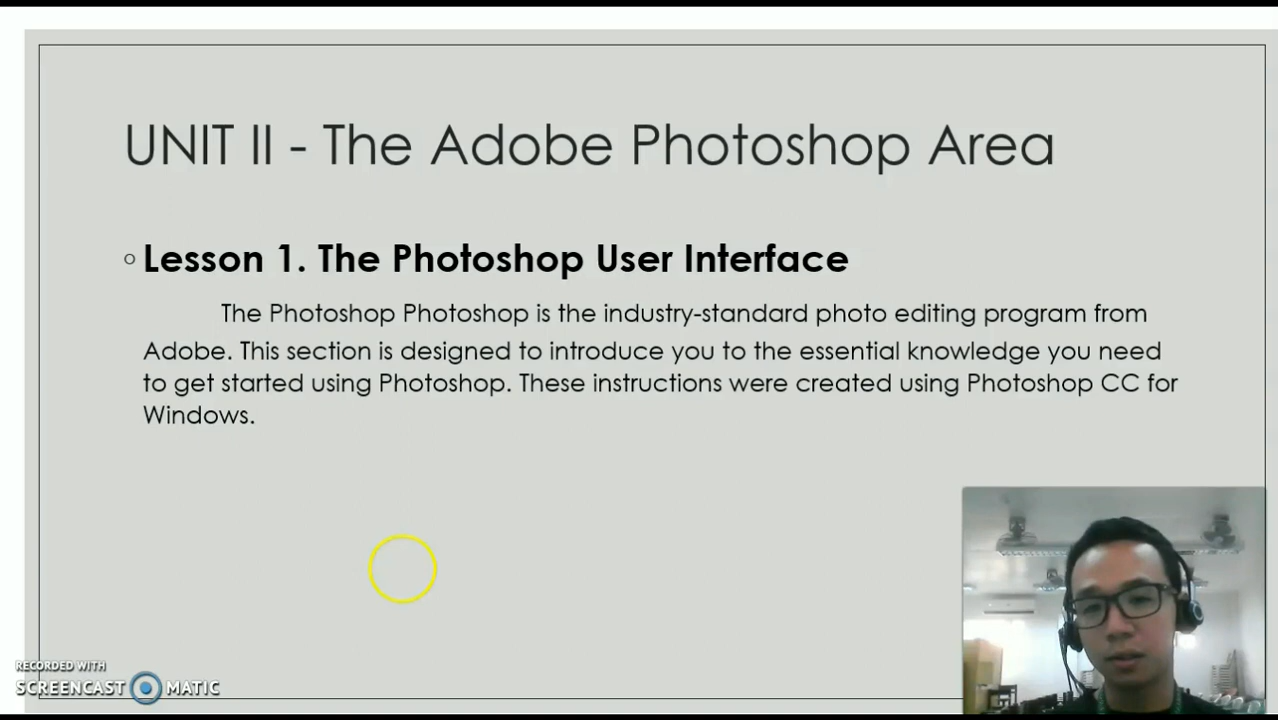 UNIT II - The Adobe Photoshop Area
Lesson 1. The Photoshop User Interface
The Photoshop Photoshop is the industry-standard photo editing program from
Adobe. This section is designed to introduce you to the essential knowledge you need
to get started using Photoshop. These instructions were created using Photoshop CC for
Windows.
RECORDED WITH
SCREENCAST MATIC